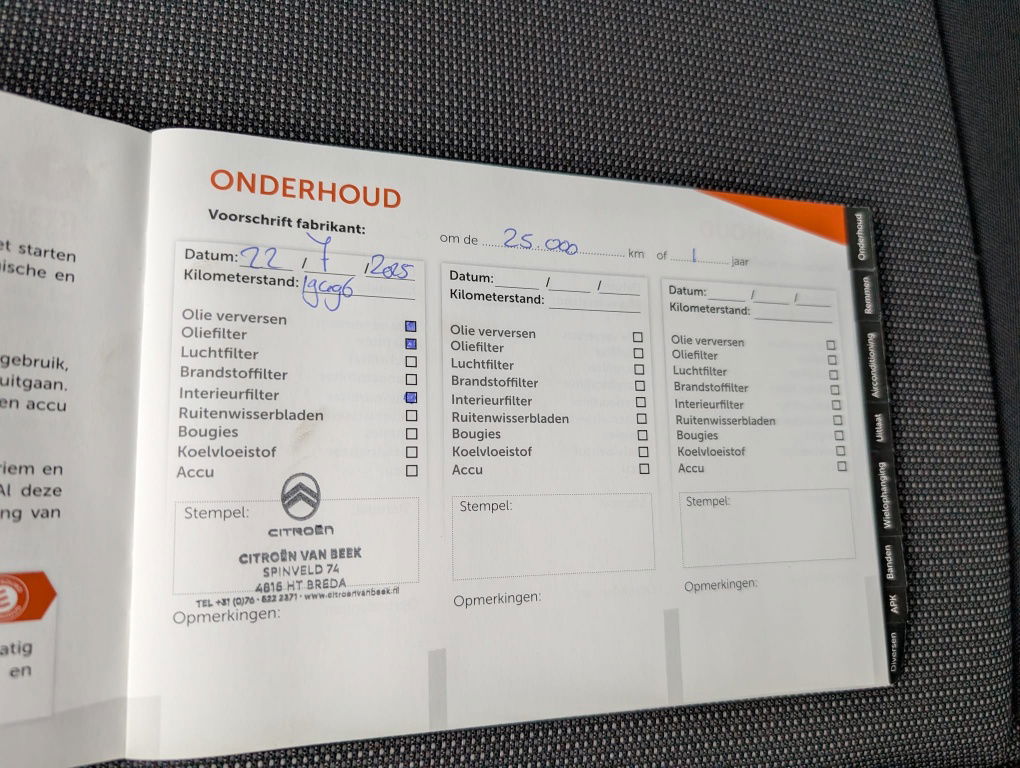 et starten
ische en
gebruik,
uitgaan.
en accu
riem en
Al deze
ng van
atig
en
ONDERHOUD
Voorschrift fabrikant:
om de 25.000 km of 1 jaar
Datum: 22 / 7 / 2025
Kilometerstand:
Olie verversen
Oliefilter
Luchtfilter
Brandstoffilter
Interieurfilter
Ruitenwisserbladen
Bougies
Koelvloeistof
Accu
Stempel:
CITROËN
CITROËN VAN BEEK
SPINVELD 74
4815 HT BREDA
TEL +31 (0)76 - 522 2371 · www.citroenvanbeek.nl
Opmerkingen:
Datum: / /
Kilometerstand:
Olie verversen
Oliefilter
Luchtfilter
Brandstoffilter
Interieurfilter
Ruitenwisserbladen
Bougies
Koelvloeistof
Accu
Stempel:
Opmerkingen:
Datum: / /
Kilometerstand:
Olie verversen
Oliefilter
Luchtfilter
Brandstoffilter
Interieurfilter
Ruitenwisserbladen
Bougies
Koelvloeistof
Accu
Stempel:
Opmerkingen:
Onderhoud
Remmen
Airconditioning
Uitlaat
Wielophanging
Banden
APK
Diversen